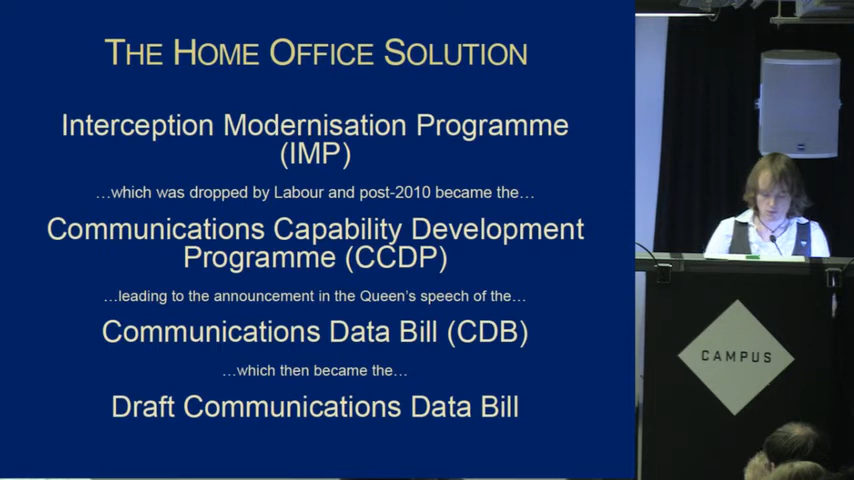 THE HOME OFFICE SOLUTION
Interception Modernisation Programme
(IMP)
…which was dropped by Labour and post-2010 became the…
Communications Capability Development
Programme (CCDP)
…leading to the announcement in the Queen's speech of the…
Communications Data Bill (CDB)
…which then became the…
Draft Communications Data Bill
CAMPUS